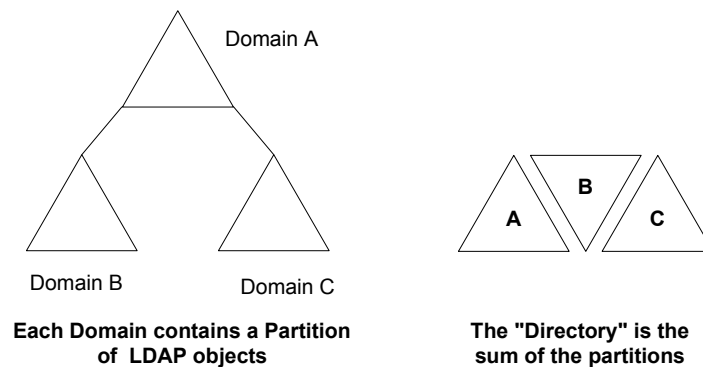 Domain A
Domain B
Domain C
Each Domain contains a Partition
of LDAP objects
A
B
C
The "Directory" is the
sum of the partitions